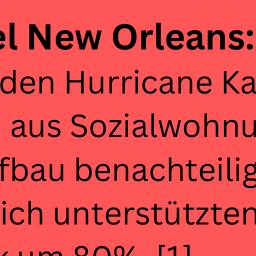 el New Orleans:
den Hurricane Ka
aus Sozialwohnu
fbau benachteilig
ich unterstützten
um 80%. [1]